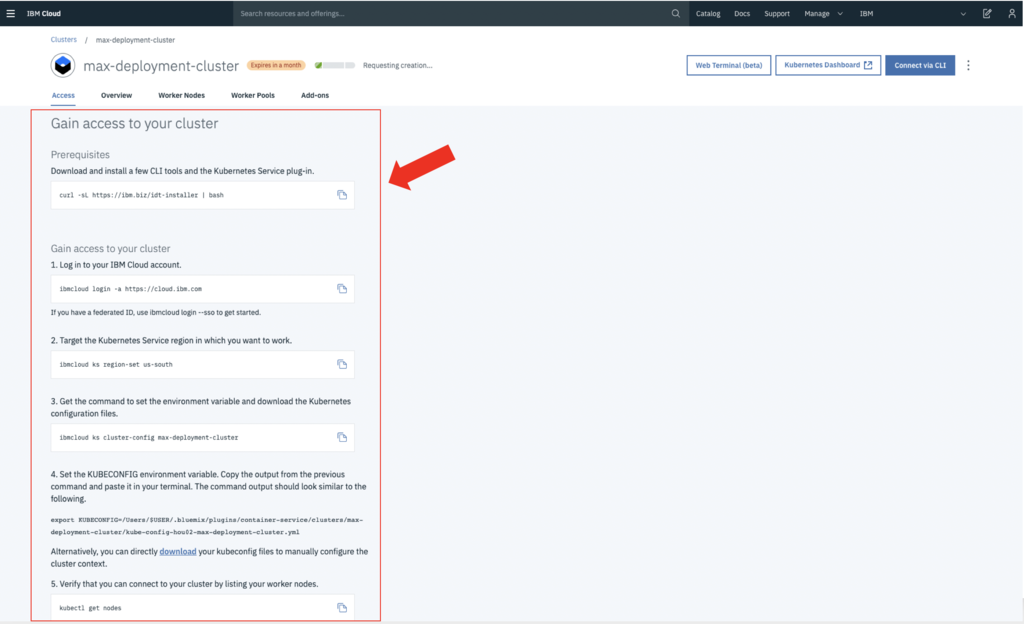 IBM Cloud
Search resources and offerings...
Catalog
Docs
Support
Manage
IBM
Clusters / max-deployment-cluster
max-deployment-cluster
Expires in a month
Requesting creation...
Web Terminal (beta)
Kubernetes Dashboard
Connect via CLI
Access
Overview
Worker Nodes
Worker Pools
Add-ons
Gain access to your cluster
Prerequisites
Download and install a few CLI tools and the Kubernetes Service plug-in.
curl -sL https://ibm.biz/idt-installer | bash
Gain access to your cluster
1. Log in to your IBM Cloud account.
ibmcloud login -a https://cloud.ibm.com
If you have a federated ID, use ibmcloud login --sso to get started.
2. Target the Kubernetes Service region in which you want to work.
ibmcloud ks region-set us-south
3. Get the command to set the environment variable and download the Kubernetes
configuration files.
ibmcloud ks cluster-config max-deployment-cluster
4. Set the KUBECONFIG environment variable. Copy the output from the previous
command and paste it in your terminal. The command output should look similar to the
following.
export KUBECONFIG=/Users/$USER/.bluemix/plugins/container-service/clusters/max-
deployment-cluster/kube-config-hou02-max-deployment-cluster.yml
Alternatively, you can directly download your kubeconfig files to manually configure the
cluster context.
5. Verify that you can connect to your cluster by listing your worker nodes.
kubectl get nodes